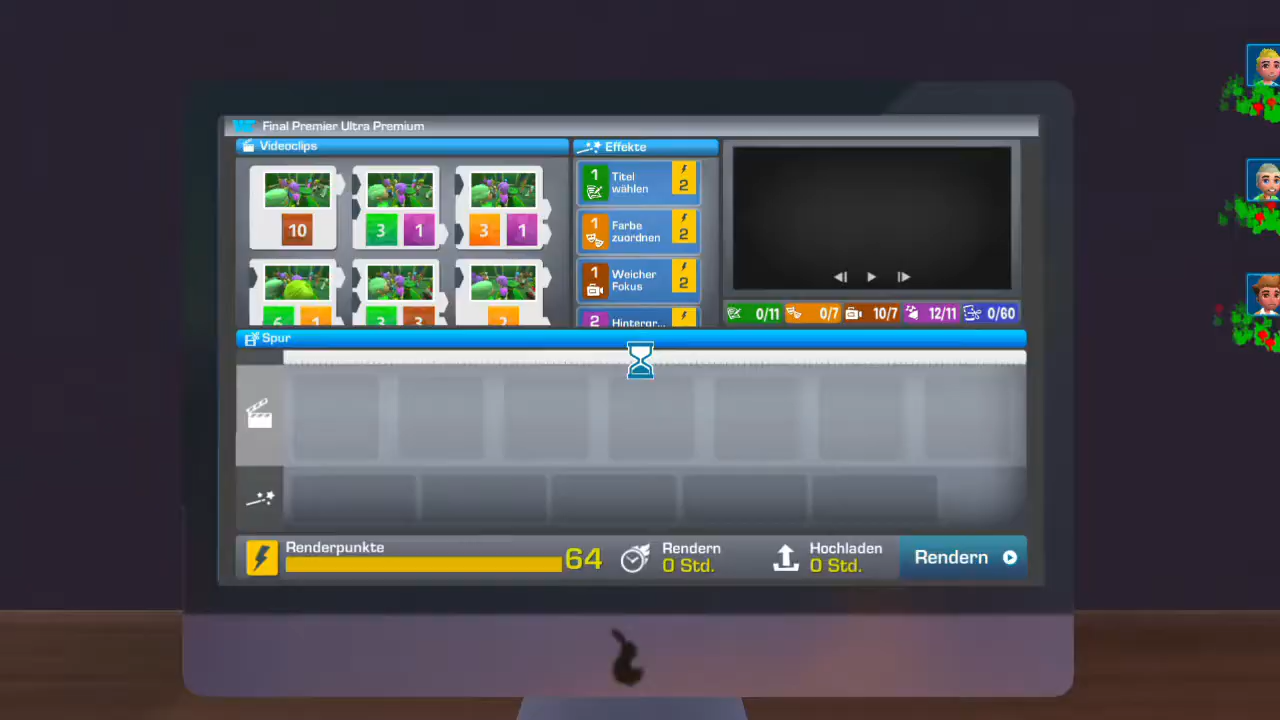 Final Premier Ultra Premium
Videoclips
Effekte
10
3 1
3 1
3 3
1 Titel wählen 2
1 Farbe zuordnen 2
1 Weicher Fokus 2
2 Hintergr...
0/11 0/7 10/7 12/11 0/60
Spur
Renderpunkte 64
Rendern 0 Std.
Hochladen 0 Std.
Rendern